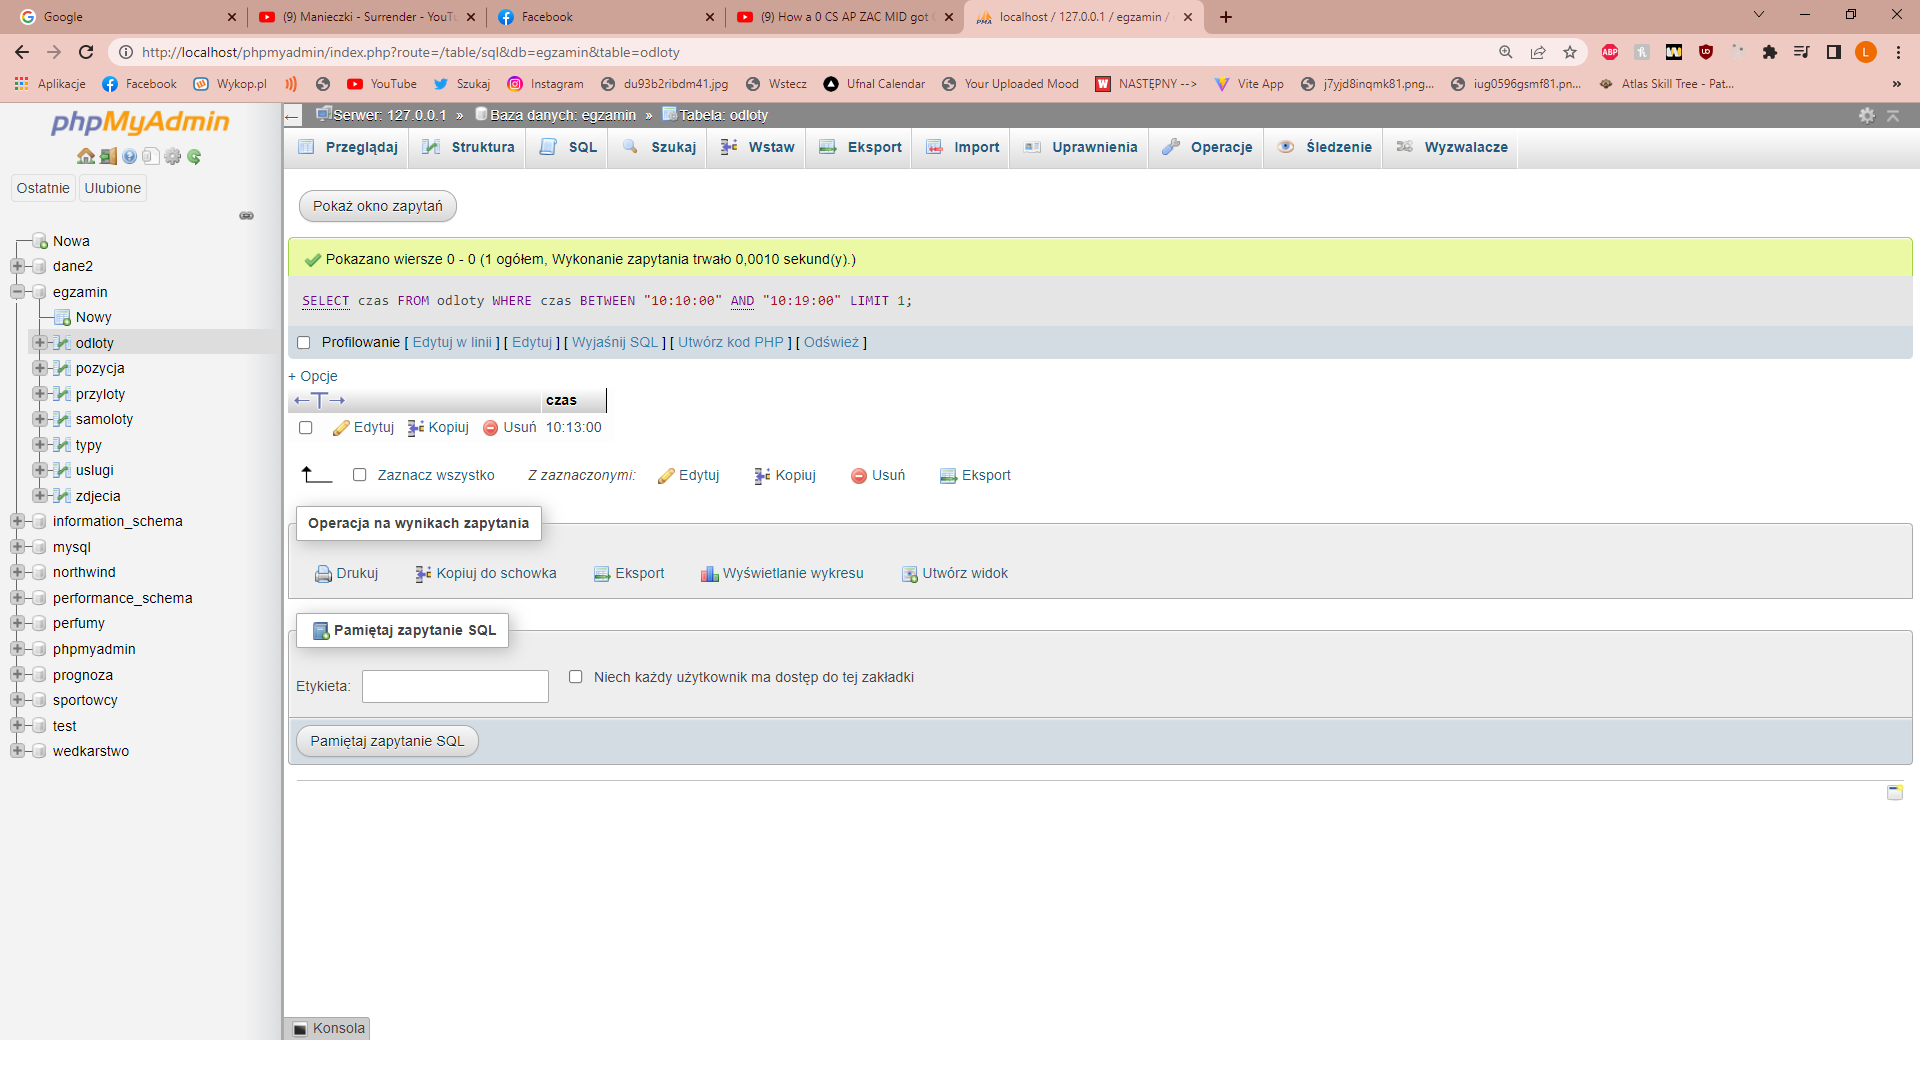 Google
(9) Manieczki - Surrender - YouTu
Facebook
(9) How a 0 CS AP ZAC MID got
localhost / 127.0.0.1 / egzamin /
http://localhost/phpmyadmin/index.php?route=/table/sql&db=egzamin&table=odloty
ABP
L
Aplikacje
Facebook
Wykop.pl
YouTube
Szukaj
Instagram
du93b2ribdm41.jpg
Wstecz
Ufnal Calendar
Your Uploaded Mood
NASTĘPNY -->
Vite App
j7yjd8inqmk81.png...
iug0596gsmf81.pn...
Atlas Skill Tree - Pat...
»
phpMyAdmin
Ostatnie
Ulubione
Nowa
dane2
egzamin
Nowy
odloty
pozycja
przyloty
samoloty
typy
uslugi
zdjecia
information_schema
mysql
northwind
performance_schema
perfumy
phpmyadmin
prognoza
sportowcy
test
wedkarstwo
Serwer: 127.0.0.1 » Baza danych: egzamin » Tabela: odloty
Przeglądaj
Struktura
SQL
Szukaj
Wstaw
Eksport
Import
Uprawnienia
Operacje
Śledzenie
Wyzwalacze
Pokaż okno zapytań
Pokazano wiersze 0 - 0 (1 ogółem, Wykonanie zapytania trwało 0,0010 sekund(y).)
SELECT czas FROM odloty WHERE czas BETWEEN "10:10:00" AND "10:19:00" LIMIT 1;
Profilowanie [ Edytuj w linii ] [ Edytuj ] [ Wyjaśnij SQL ] [ Utwórz kod PHP ] [ Odśwież ]
+ Opcje
←T→
czas
Edytuj Kopiuj Usuń 10:13:00
Zaznacz wszystko Z zaznaczonymi: Edytuj Kopiuj Usuń Eksport
Operacja na wynikach zapytania
Drukuj Kopiuj do schowka Eksport Wyświetlanie wykresu Utwórz widok
Pamiętaj zapytanie SQL
Etykieta:
Niech każdy użytkownik ma dostęp do tej zakładki
Pamiętaj zapytanie SQL
Konsola